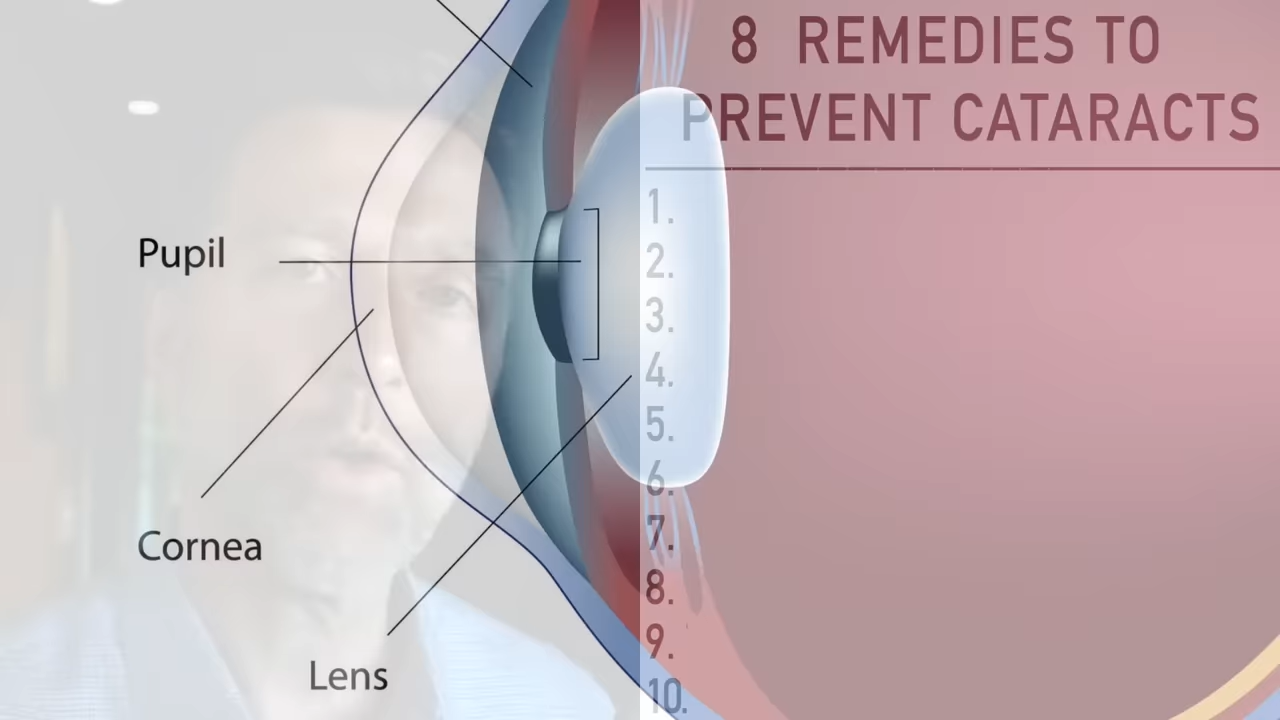 8 REMEDIES TO
PREVENT CATARACTS
1.
2.
3.
4.
5.
6.
7.
8.
9.
10.
Pupil
Cornea
Lens